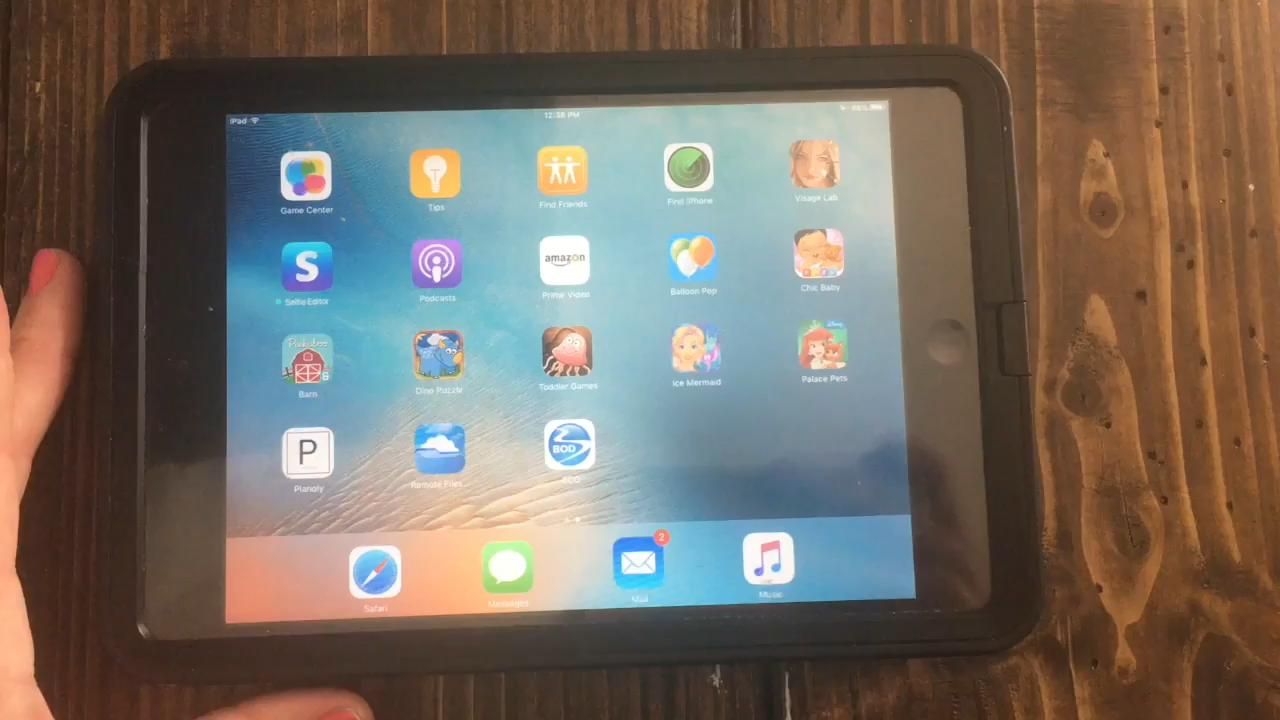 iPad
12:38 PM
Game Center
Tips
Find Friends
Find iPhone
Visage Lab
S
amazon
Selfie Editor
Podcasts
Prime Video
Balloon Pop
Chic Baby
Peekaboo
Disney
Barn
Dino Puzzle
Toddler Games
Ice Mermaid
Palace Pets
P
BOD
Planoly
Remote Files
2
Safari
Messages
Mail
Music